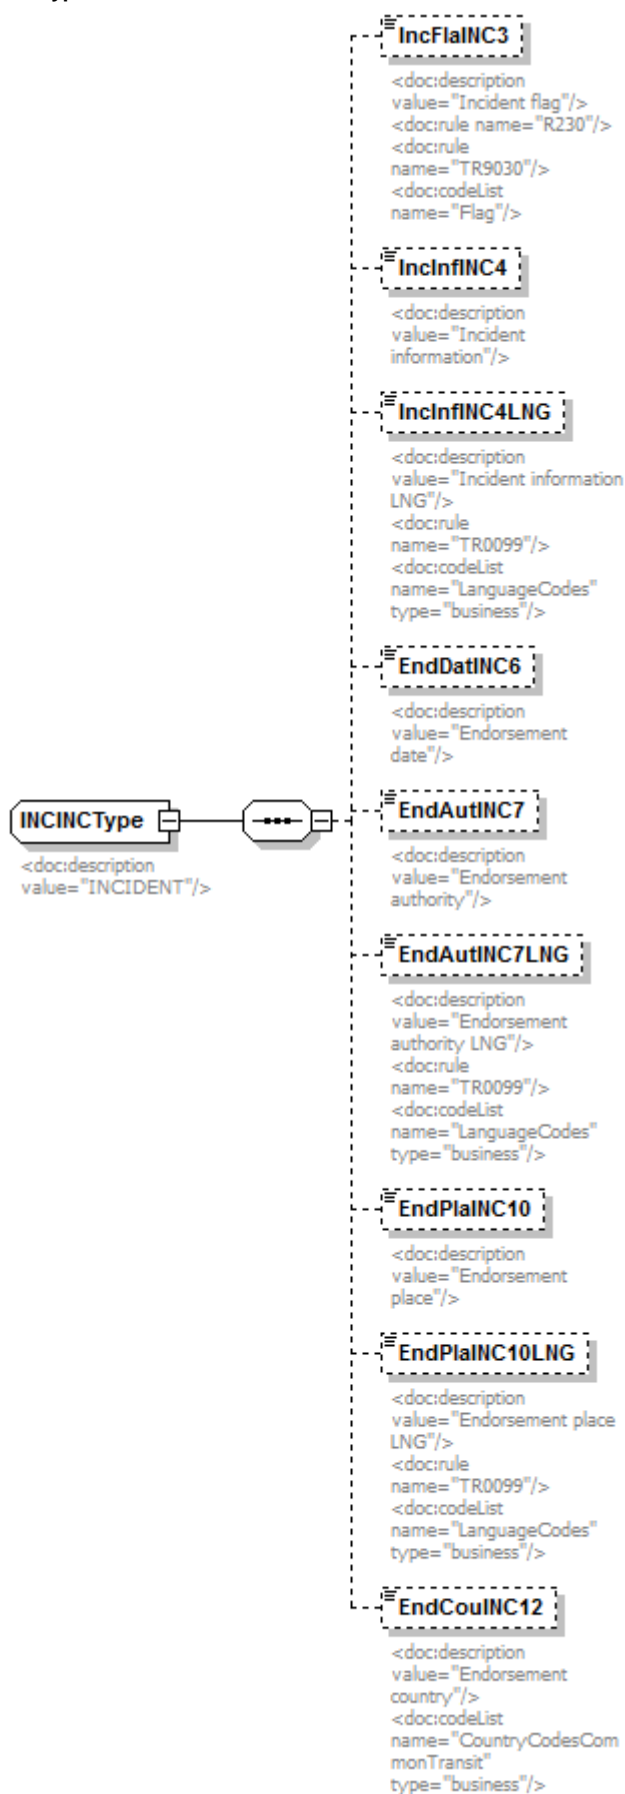 IncFlaINC3
<doc:description
value="Incident flag"/>
<doc:rule name="R230"/>
<doc:rule
name="TR9030"/>
<doc:codeList
name="Flag"/>
IncInfINC4
<doc:description
value="Incident
information"/>
IncInfINC4LNG
<doc:description
value="Incident information
LNG"/>
<doc:rule
name="TR0099"/>
<doc:codeList
name="LanguageCodes"
type="business"/>
EndDatINC6
<doc:description
value="Endorsement
date"/>
INCINCType
<doc:description
value="INCIDENT"/>
EndAutINC7
<doc:description
value="Endorsement
authority"/>
EndAutINC7LNG
<doc:description
value="Endorsement
authority LNG"/>
<doc:rule
name="TR0099"/>
<doc:codeList
name="LanguageCodes"
type="business"/>
EndPlaINC10
<doc:description
value="Endorsement
place"/>
EndPlaINC10LNG
<doc:description
value="Endorsement place
LNG"/>
<doc:rule
name="TR0099"/>
<doc:codeList
name="LanguageCodes"
type="business"/>
EndCouINC12
<doc:description
value="Endorsement
country"/>
<doc:codeList
name="CountryCodesCom
monTransit"
type="business"/>